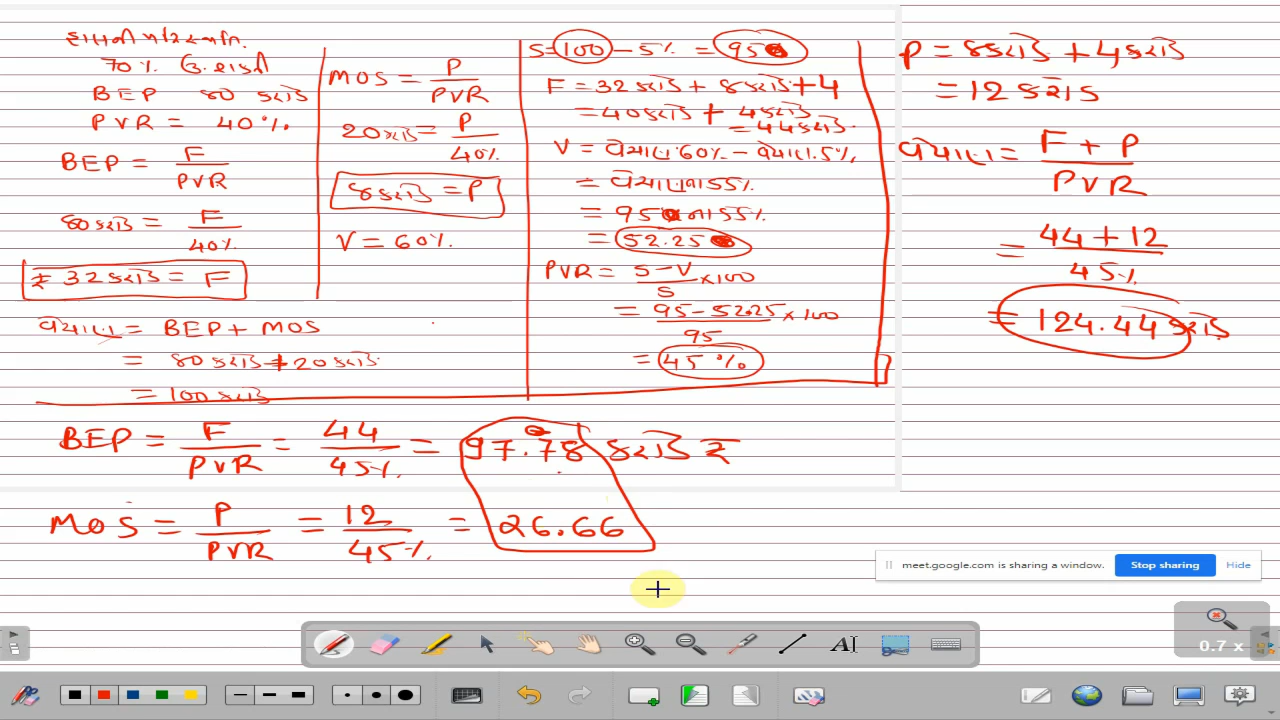 હાલની પરિસ્થિતિ
70%
BEP 80 કરોડ
PVR = 40%
BEP = F / PVR
80 કરોડ = F / 40%
₹ 32 કરોડ = F
વેચાણ = BEP + MOS
= 80 કરોડ + 20 કરોડ
= 100 કરોડ
MOS = P / PVR
20 કરોડ = P / 40%
8 કરોડ = P
V = 60%
S = 100 - 5% = 95
F = 32 કરોડ + 8 કરોડ + 4
= 40 કરોડ + 4 કરોડ
= 44 કરોડ
V = વેચાણ 60% - વેચાણ 5%
= વેચાણના 55%
= 95 ના 55%
= 52.25
PVR = S-V / S × 100
= 95 - 52.25 / 95 × 100
= 45%
P = 8 કરોડ + 4 કરોડ
= 12 કરોડ
વેચાણ = F + P / PVR
= 44 + 12 / 45%
= 124.44 કરોડ
BEP = F / PVR = 44 / 45% = 97.78 કરોડ ₹
MOS = P / PVR = 12 / 45% = 26.66
meet.google.com is sharing a window. Stop sharing Hide
AI
0.7 x